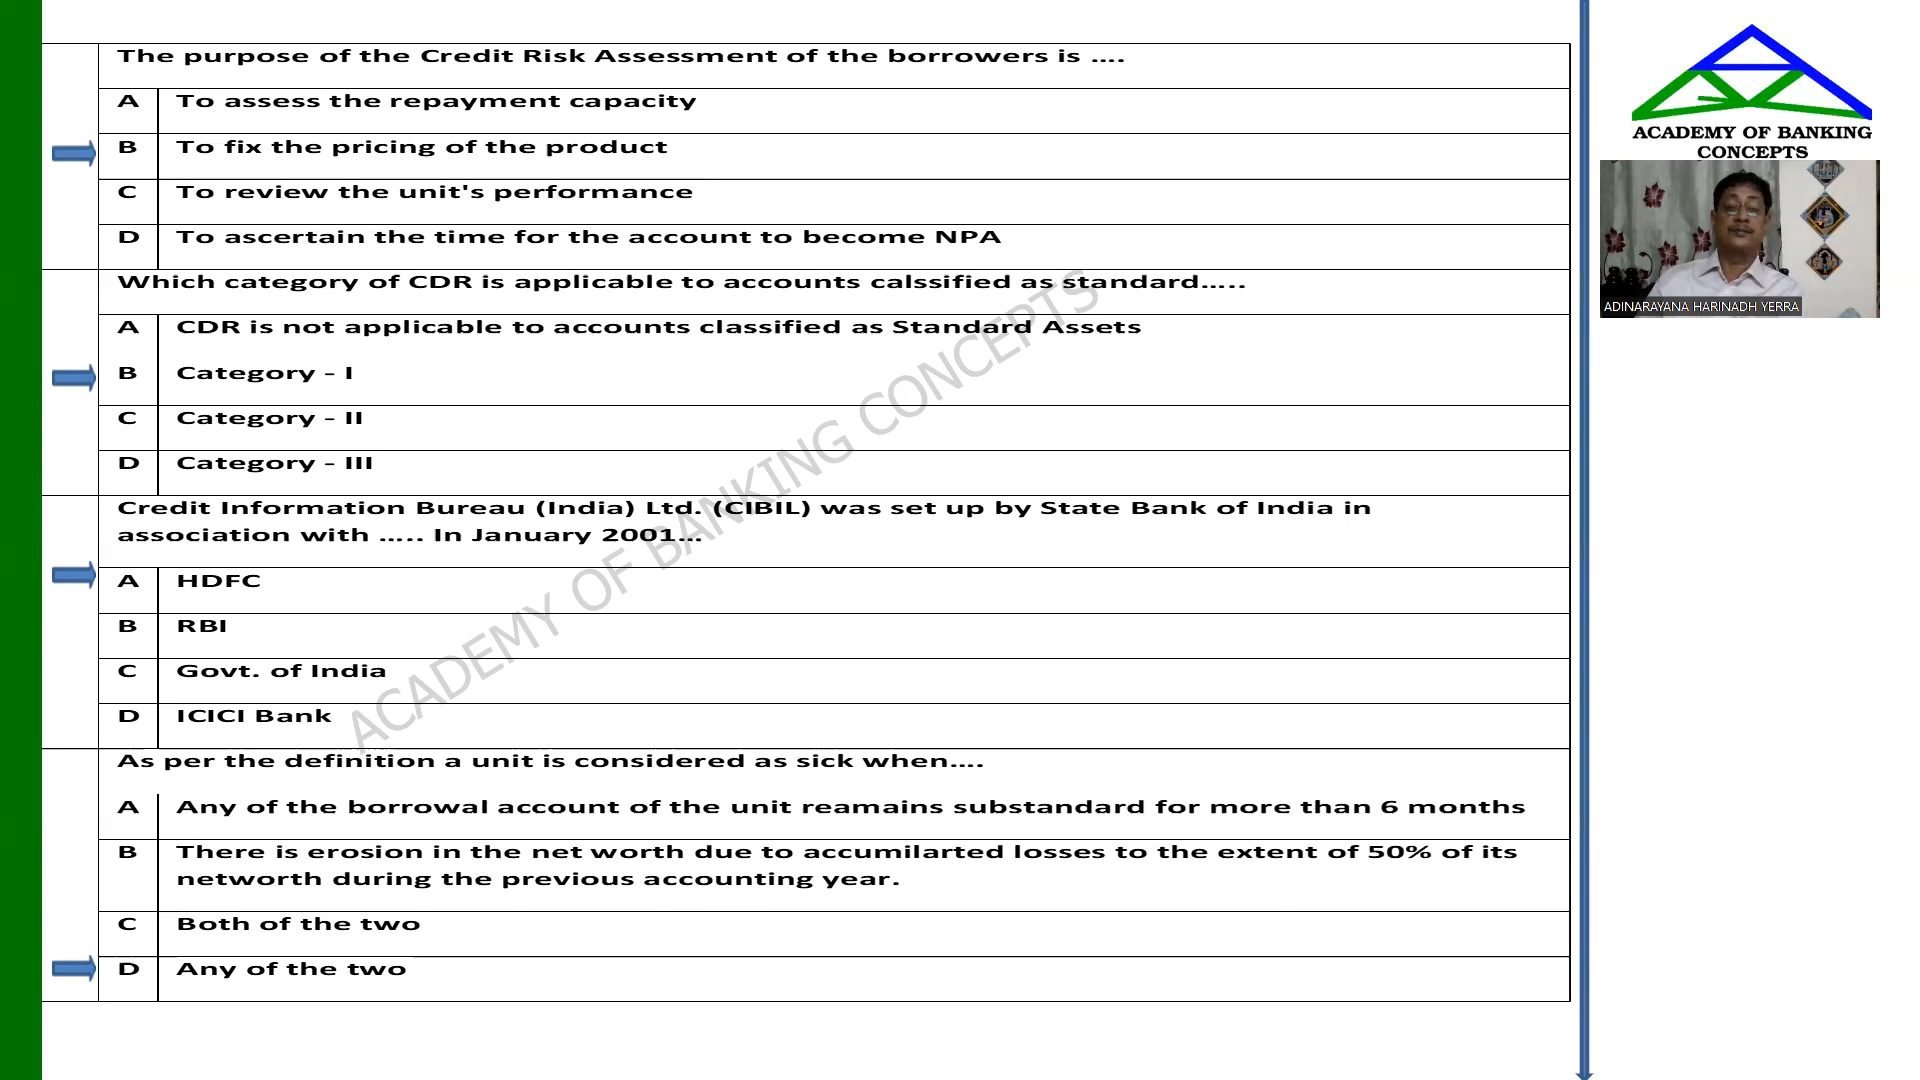 The purpose of the Credit Risk Assessment of the borrowers is ....
A To assess the repayment capacity
B To fix the pricing of the product
C To review the unit's performance
D To ascertain the time for the account to become NPA
Which category of CDR is applicable to accounts calssified as standard.....
A CDR is not applicable to accounts classified as Standard Assets
B Category - I
C Category - II
D Category - III
Credit Information Bureau (India) Ltd. (CIBIL) was set up by State Bank of India in
association with ..... In January 2001...
A HDFC
B RBI
C Govt. of India
D ICICI Bank
As per the definition a unit is considered as sick when....
A Any of the borrowal account of the unit reamains substandard for more than 6 months
B There is erosion in the net worth due to accumilarted losses to the extent of 50% of its
networth during the previous accounting year.
C Both of the two
D Any of the two
ACADEMY OF BANKING CONCEPTS
ACADEMY OF BANKING
CONCEPTS
ADINARAYANA HARINADH YERRA